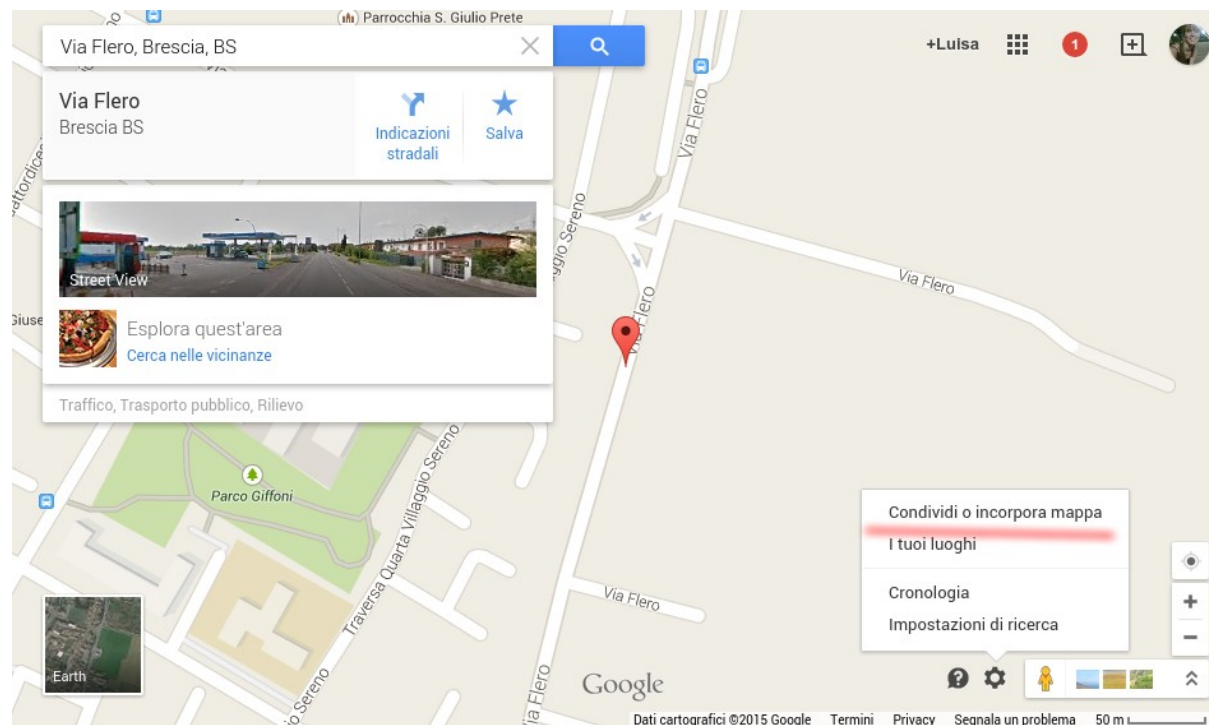 Parrocchia S. Giulio Prete
Via Flero, Brescia, BS
+Luisa
1
Via Flero
Brescia BS
Indicazioni
stradali
Salva
Via Flero
Street View
Via Flero
Via Flero
Esplora quest'area
Cerca nelle vicinanze
Traffico, Trasporto pubblico, Rilievo
Parco Giffoni
Traversa Quarta Villaggio Sereno
Condividi o incorpora mappa
I tuoi luoghi
Cronologia
Impostazioni di ricerca
Via Flero
Earth
Sereno
Via Flero
Google
Dati cartografici ©2015 Google Termini Privacy Segnala un problema 50 m